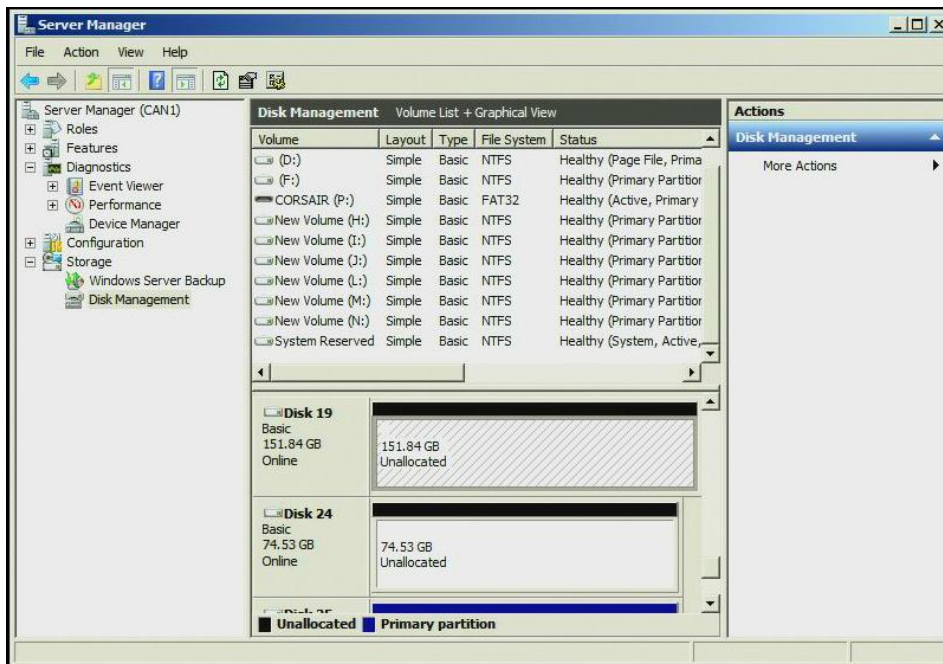 Server Manager
File Action View Help
Server Manager (CAN1)
Roles
Features
Diagnostics
Event Viewer
Performance
Device Manager
Configuration
Storage
Windows Server Backup
Disk Management
Disk Management Volume List + Graphical View
Volume Layout Type File System Status
(D:) Simple Basic NTFS Healthy (Page File, Prima
(F:) Simple Basic NTFS Healthy (Primary Partition
CORSAIR (P:) Simple Basic FAT32 Healthy (Active, Primary
New Volume (H:) Simple Basic NTFS Healthy (Primary Partition
New Volume (I:) Simple Basic NTFS Healthy (Primary Partition
New Volume (J:) Simple Basic NTFS Healthy (Primary Partition
New Volume (L:) Simple Basic NTFS Healthy (Primary Partition
New Volume (M:) Simple Basic NTFS Healthy (Primary Partition
New Volume (N:) Simple Basic NTFS Healthy (Primary Partition
System Reserved Simple Basic NTFS Healthy (System, Active,
Disk 19
Basic
151.84 GB
Online
151.84 GB
Unallocated
Disk 24
Basic
74.53 GB
Online
74.53 GB
Unallocated
Unallocated Primary partition
Actions
Disk Management
More Actions